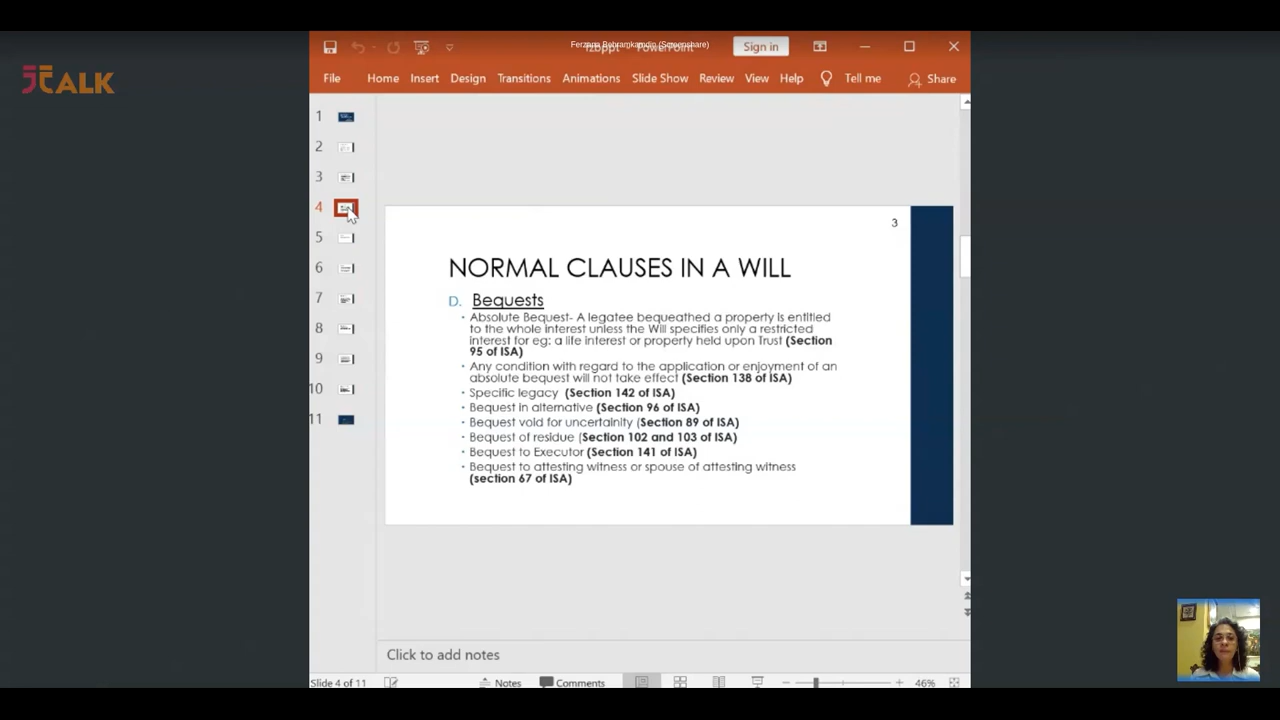 Ferzana Behramkamdin (Screenshare)
Sign in
JTALK
File Home Insert Design Transitions Animations Slide Show Review View Help Tell me Share
1
2
3
4
5
6
7
8
9
10
11
3
NORMAL CLAUSES IN A WILL
D. Bequests
• Absolute Bequest- A legatee bequeathed a property is entitled
to the whole interest unless the Will specifies only a restricted
interest for eg: a life interest or property held upon Trust (Section
95 of ISA)
• Any condition with regard to the application or enjoyment of an
absolute bequest will not take effect (Section 138 of ISA)
• Specific legacy (Section 142 of ISA)
• Bequest in alternative (Section 96 of ISA)
• Bequest void for uncertainity (Section 89 of ISA)
• Bequest of residue (Section 102 and 103 of ISA)
• Bequest to Executor (Section 141 of ISA)
• Bequest to attesting witness or spouse of attesting witness
(section 67 of ISA)
Click to add notes
Slide 4 of 11 Notes Comments 46%